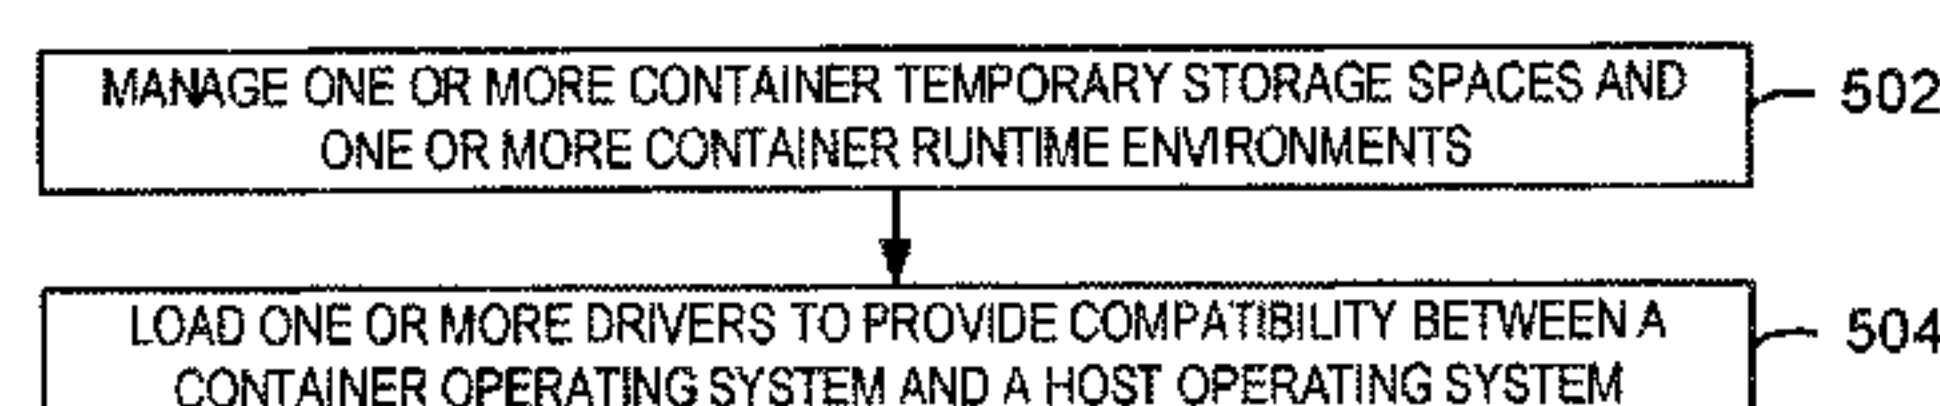 MANAGE ONE OR MORE CONTAINER TEMPORARY STORAGE SPACES AND
ONE OR MORE CONTAINER RUNTIME ENVIRONMENTS
502
LOAD ONE OR MORE DRIVERS TO PROVIDE COMPATIBILITY BETWEEN A
CONTAINER OPERATING SYSTEM AND A HOST OPERATING SYSTEM
504